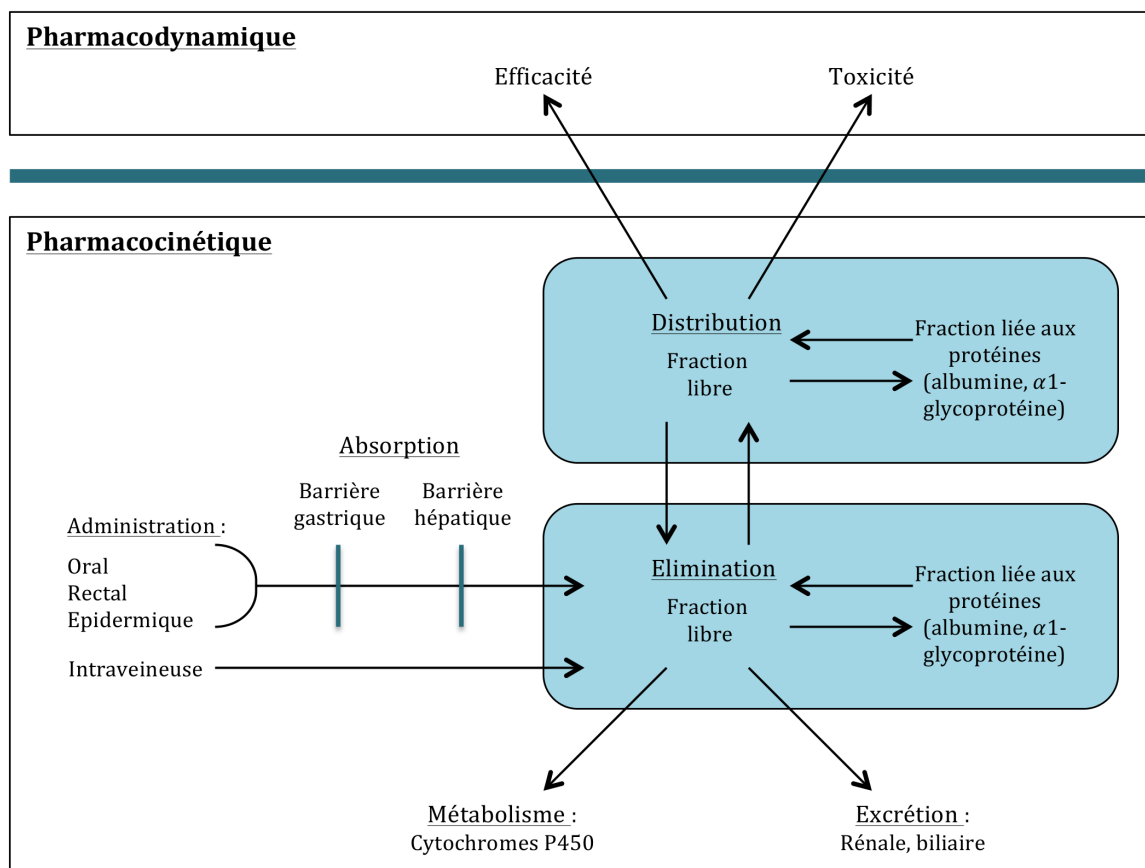 Pharmacodynamique
Efficacité
Toxicité
Pharmacocinétique
Distribution
Fraction
libre
Fraction liée aux
protéines
(albumine, α1-
glycoprotéine)
Absorption
Barrière
gastrique
Barrière
hépatique
Administration :
Oral
Rectal
Epidermique
Intraveineuse
Elimination
Fraction
libre
Fraction liée aux
protéines
(albumine, α1-
glycoprotéine)
Métabolisme :
Cytochromes P450
Excrétion :
Rénale, biliaire